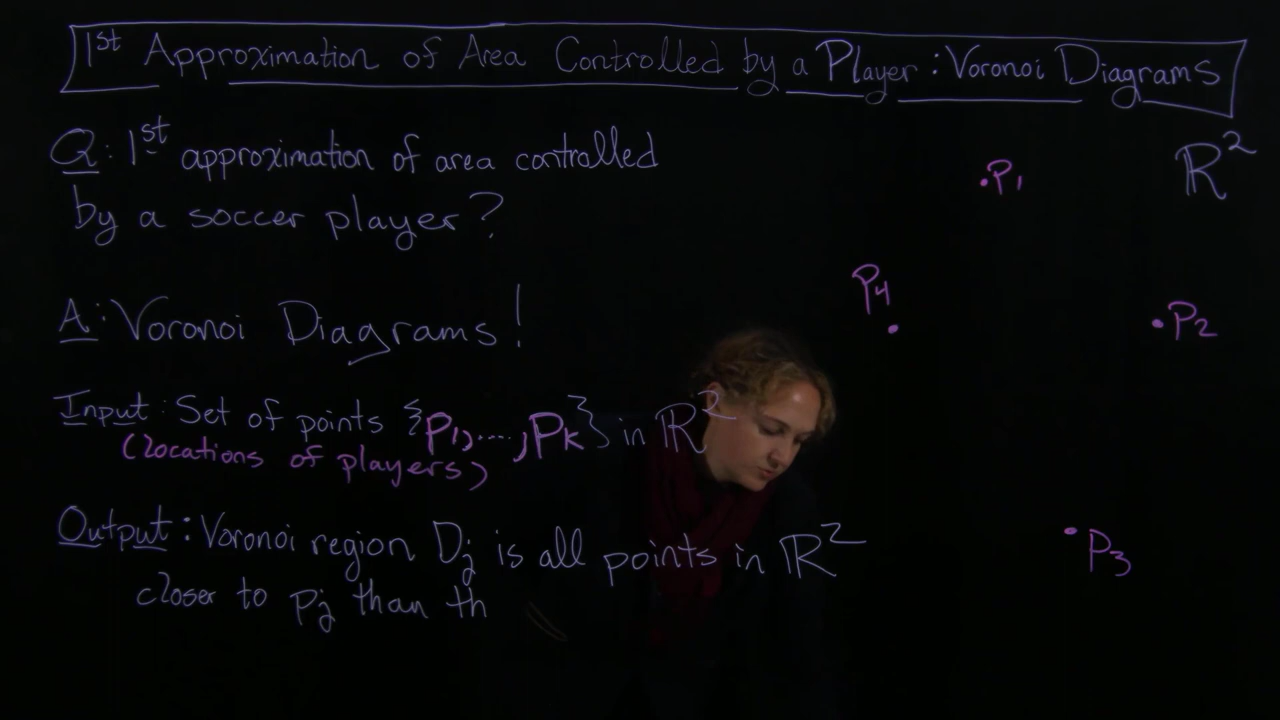 1st Approximation of Area Controlled by a Player : Voronoi Diagrams
Q: 1st approximation of area controlled
by a soccer player?
A: Voronoi Diagrams!
Input: Set of points {P1,....,Pk} in ℝ²
(locations of players)
Output: Voronoi region Dj is all points in ℝ²
closer to pj than th
P1
ℝ²
P4
P2
P3